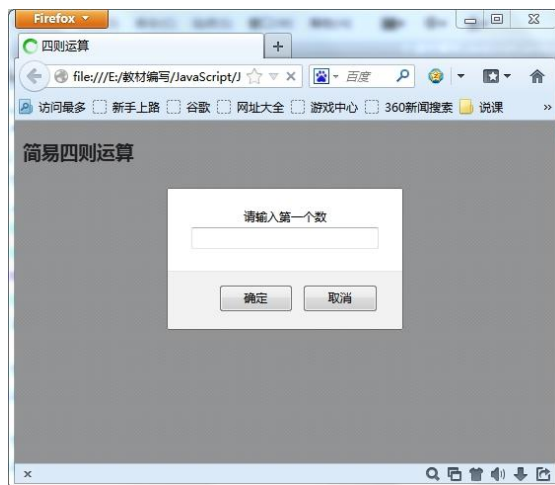 Firefox
四则运算
+
file:///E:/教材编写/JavaScript/J
百度
访问最多 新手上路 谷歌 网址大全 游戏中心 360新闻搜索 说课 »
简易四则运算
请输入第一个数
确定 取消
×